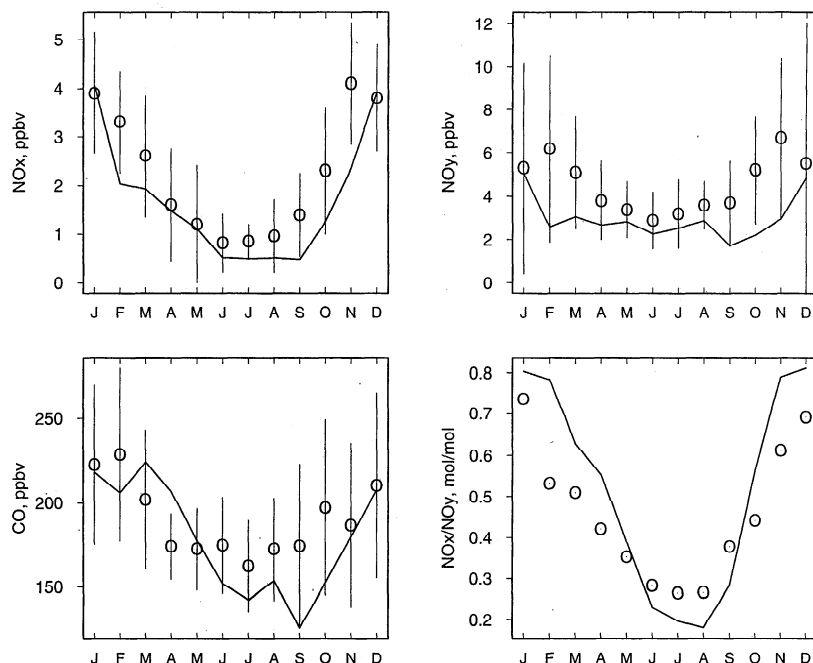 NOx, ppbv
5
4
3
2
1
0
J F M A M J J A S O N D
NOy, ppbv
12
10
8
6
4
2
0
J F M A M J J A S O N D
CO, ppbv
250
200
150
J F M A M J J A S O N D
NOx/NOy, mol/mol
0.8
0.7
0.6
0.5
0.4
0.3
0.2
J F M A M J J A S O N D